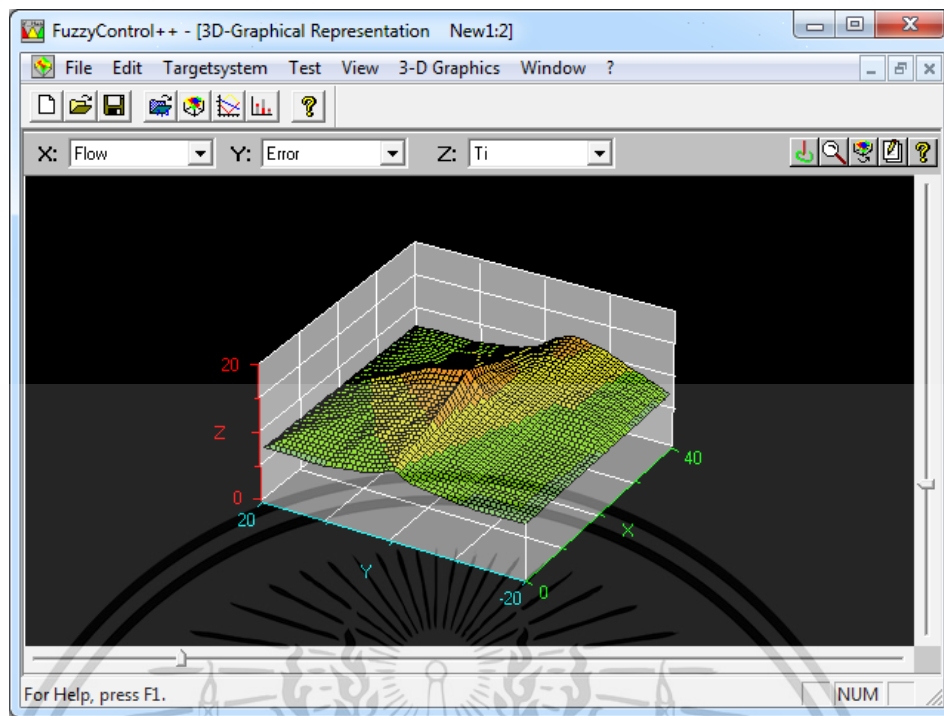 FuzzyControl++ - [3D-Graphical Representation New1:2]
File Edit Targetsystem Test View 3-D Graphics Window ?
X: Flow Y: Error Z: Ti
20
Z
0
20
Y
-20
0
X
40
For Help, press F1.
NUM